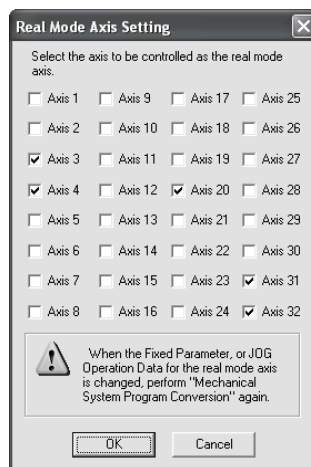 Real Mode Axis Setting
Select the axis to be controlled as the real mode
axis.
Axis 1 Axis 9 Axis 17 Axis 25
Axis 2 Axis 10 Axis 18 Axis 26
Axis 3 Axis 11 Axis 19 Axis 27
Axis 4 Axis 12 Axis 20 Axis 28
Axis 5 Axis 13 Axis 21 Axis 29
Axis 6 Axis 14 Axis 22 Axis 30
Axis 7 Axis 15 Axis 23 Axis 31
Axis 8 Axis 16 Axis 24 Axis 32
When the Fixed Parameter, or JOG
Operation Data for the real mode axis
is changed, perform "Mechanical
System Program Conversion" again.
OK Cancel